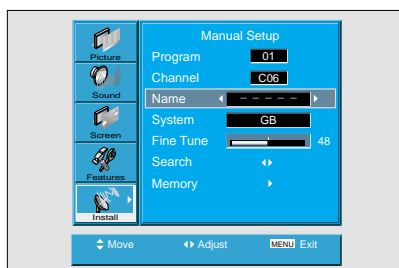 Manual Setup
Picture
Sound
Screen
Features
Install
Program 01
Channel C06
Name - - - - -
System GB
Fine Tune 48
Search
Memory
Move Adjust MENU Exit